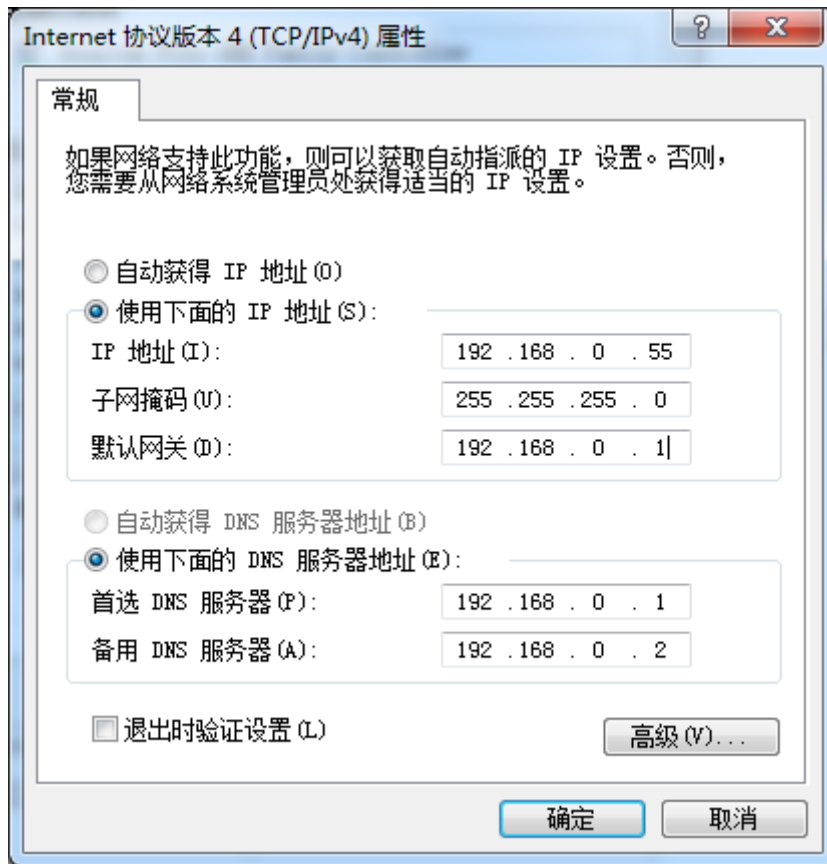 Internet 协议版本 4 (TCP/IPv4) 属性
常规
如果网络支持此功能，则可以获取自动指派的 IP 设置。否则，
您需要从网络系统管理员处获得适当的 IP 设置。
自动获得 IP 地址(O)
使用下面的 IP 地址(S):
IP 地址(I): 192 .168 . 0 . 55
子网掩码(U): 255 .255 .255 . 0
默认网关(D): 192 .168 . 0 . 1
自动获得 DNS 服务器地址(B)
使用下面的 DNS 服务器地址(E):
首选 DNS 服务器(P): 192 .168 . 0 . 1
备用 DNS 服务器(A): 192 .168 . 0 . 2
退出时验证设置(L)
高级(V)...
确定 取消